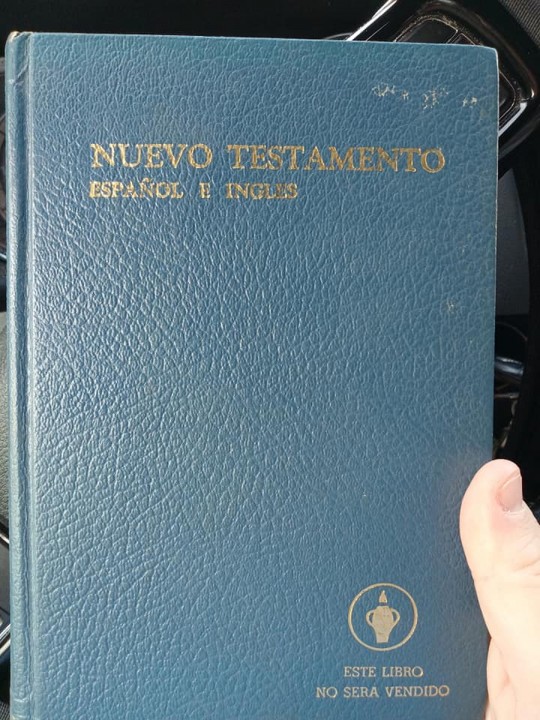 NUEVO TESTAMENTO
ESPAÑOL E INGLES
ESTE LIBRO
NO SERA VENDIDO